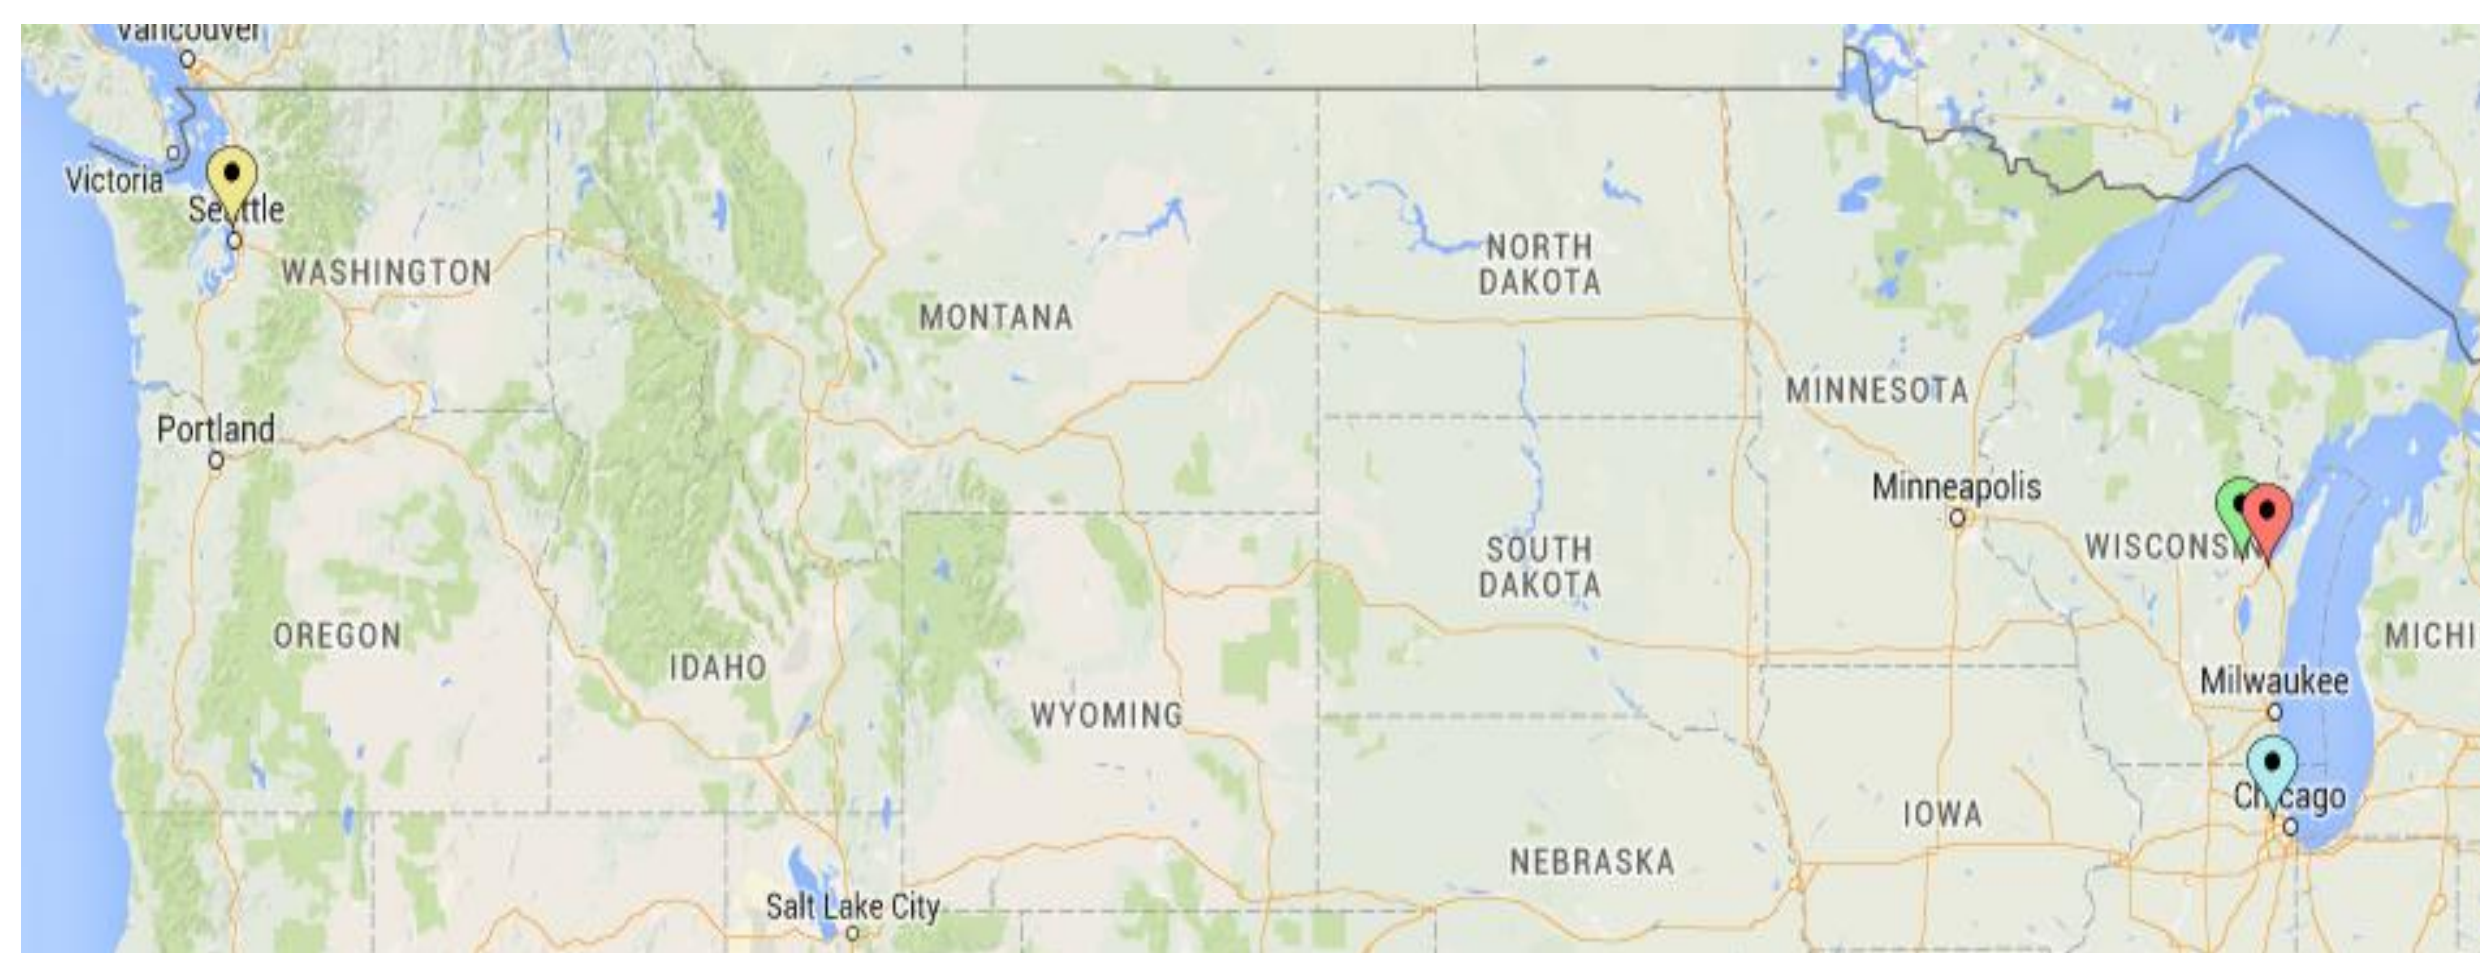 Vancouver
Victoria
Seattle
WASHINGTON
MONTANA
NORTH
DAKOTA
MINNESOTA
Portland
Minneapolis
WISCONSIN
SOUTH
DAKOTA
OREGON
IDAHO
MICHI
Milwaukee
WYOMING
Chicago
IOWA
NEBRASKA
Salt Lake City